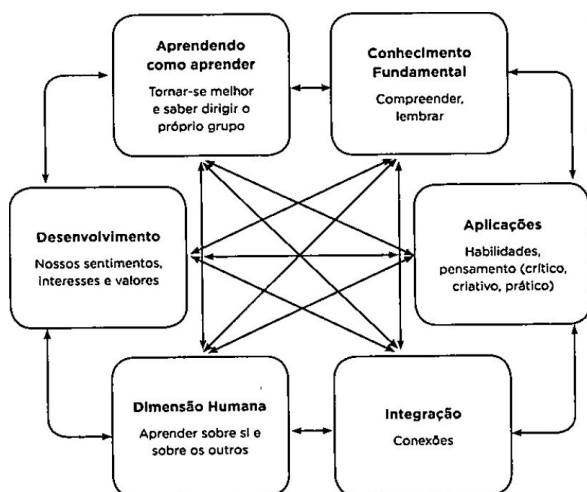 Aprendendo
como aprender
Tornar-se melhor
e saber dirigir o
próprio grupo
Conhecimento
Fundamental
Compreender,
lembrar
Desenvolvimento
Nossos sentimentos,
interesses e valores
Aplicações
Habilidades,
pensamento (crítico,
criativo, prático)
Dimensão Humana
Aprender sobre si e
sobre os outros
Integração
Conexões